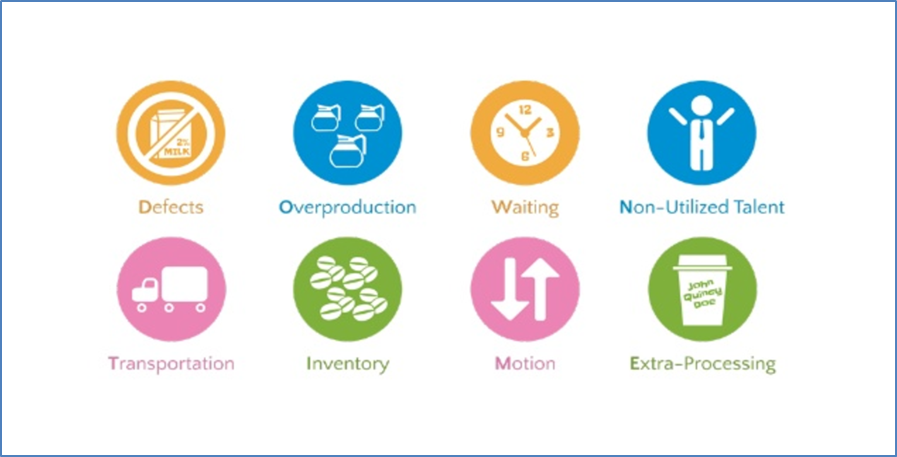 2%
MILK
12
9
3
6
Defects
Overproduction
Waiting
Non-Utilized Talent
John
Quincy
Doe
Transportation
Inventory
Motion
Extra-Processing